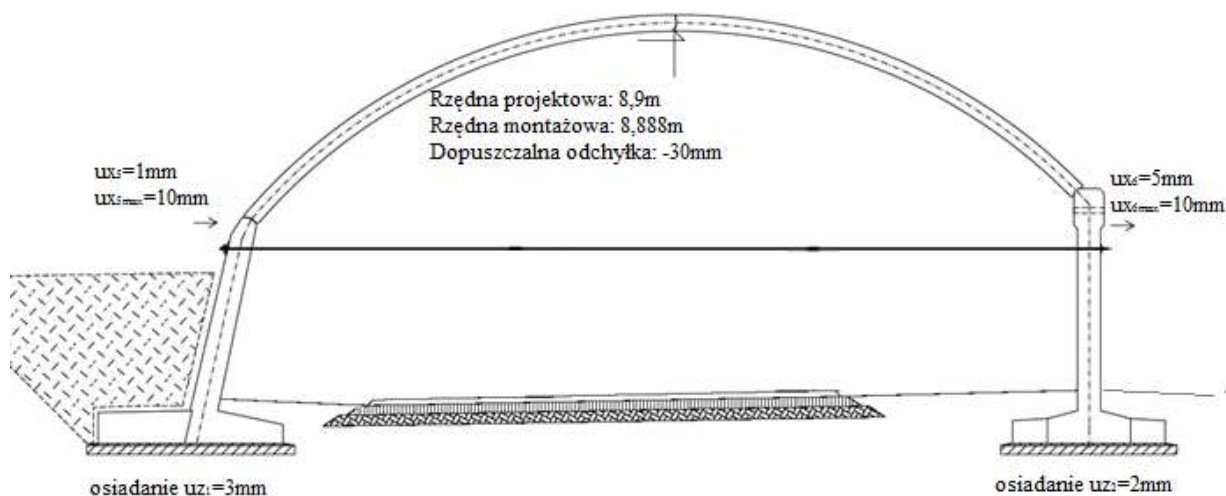 Rzędna projektowa: 8,9m
Rzędna montażowa: 8,888m
Dopuszczalna odchyłka: -30mm
ux₅=1mm
ux₅max=10mm
ux₆=5mm
ux₆max=10mm
osiadanie uz₁=3mm
osiadanie uz₂=2mm